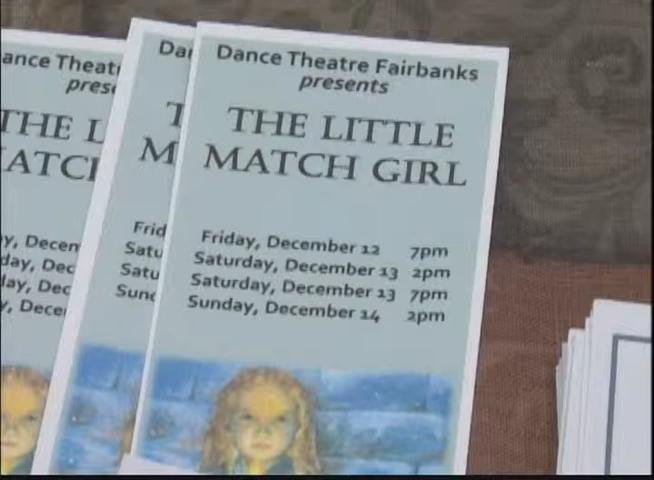 Dance Theatre Fairbanks
presents
THE LITTLE
MATCH GIRL
Friday, December 12 7pm
Saturday, December 13 2pm
Saturday, December 13 7pm
Sunday, December 14 2pm